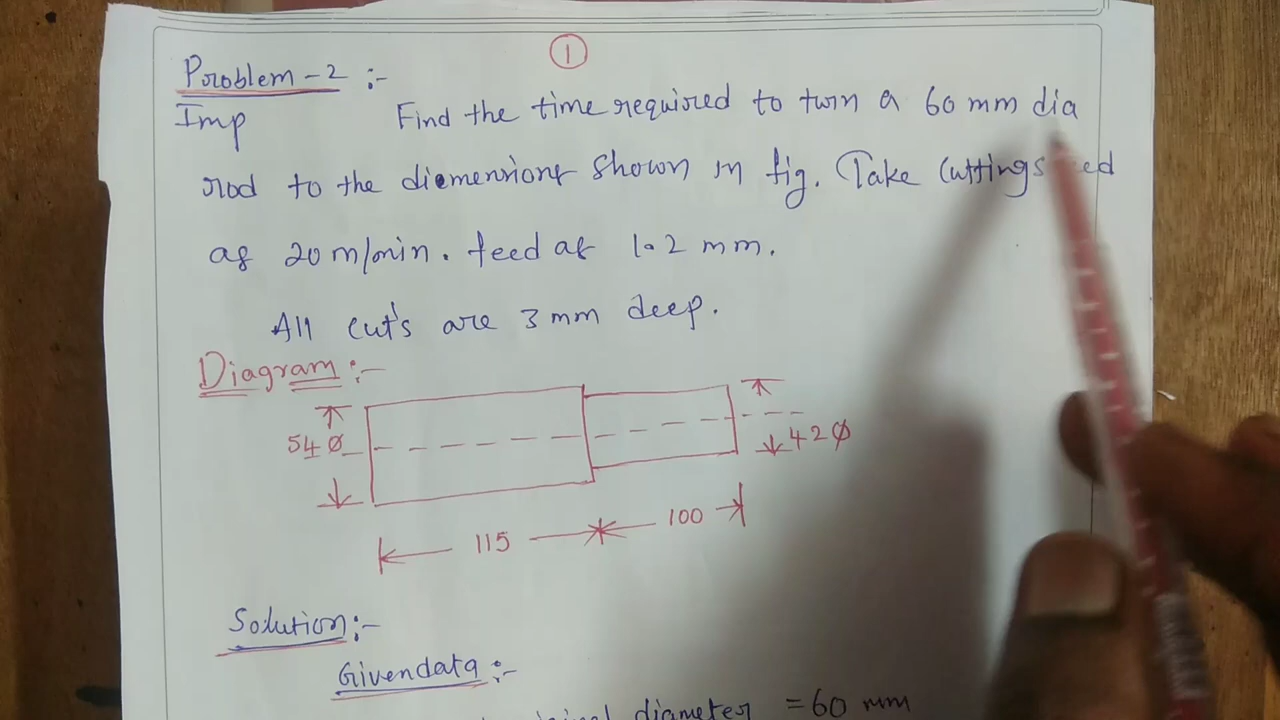 1
Problem-2 :-
Imp Find the time required to turn a 60 mm dia
rod to the diemensions shown in fig. Take Cutting
as 20 m/min. feed as 1.2 mm.
All cut's are 3 mm deep.
Diagram:-
54 Ø
42 Ø
115
100
Solution:-
Givendata:-
diameter = 60 mm